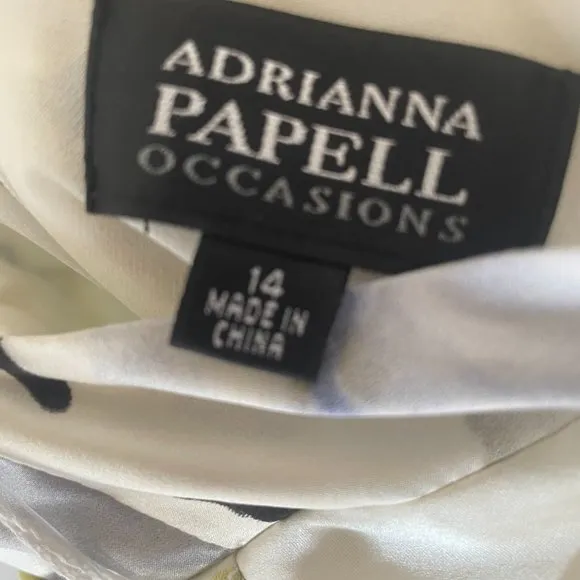 ADRIANNA
PAPELL
OCCASIONS
14
MADE IN
CHINA